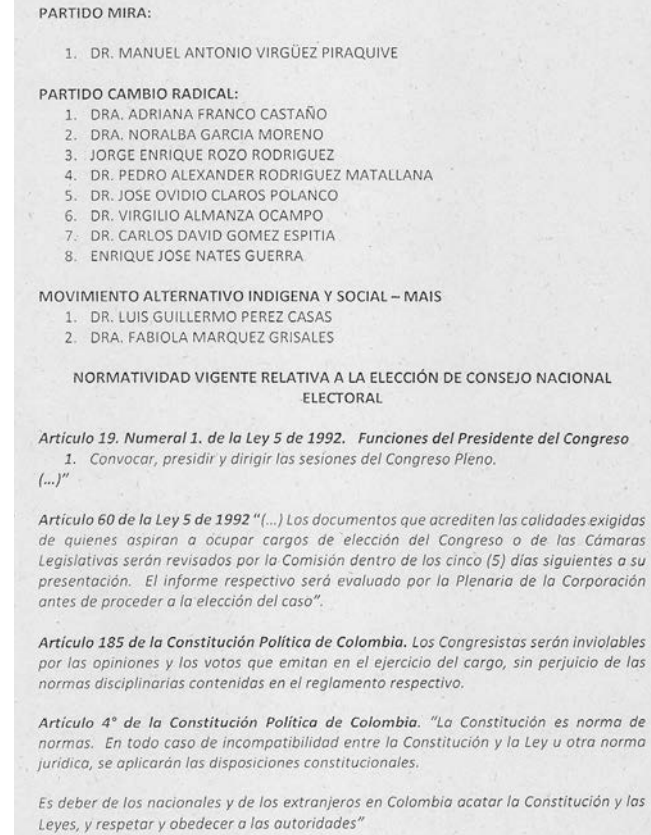 PARTIDO MIRA:
1. DR. MANUEL ANTONIO VIRGÜEZ PIRAQUIVE
PARTIDO CAMBIO RADICAL:
1. DRA. ADRIANA FRANCO CASTAÑO
2. DRA. NORALBA GARCIA MORENO
3. JORGE ENRIQUE ROZO RODRIGUEZ
4. DR. PEDRO ALEXANDER RODRIGUEZ MATALLANA
5. DR. JOSE OVIDIO CLAROS POLANCO
6. DR. VIRGILIO ALMANZA OCAMPO
7. DR. CARLOS DAVID GOMEZ ESPITIA
8. ENRIQUE JOSE NATES GUERRA
MOVIMIENTO ALTERNATIVO INDIGENA Y SOCIAL – MAIS
1. DR. LUIS GUILLERMO PEREZ CASAS
2. DRA. FABIOLA MARQUEZ GRISALES
NORMATIVIDAD VIGENTE RELATIVA A LA ELECCIÓN DE CONSEJO NACIONAL
ELECTORAL
Artículo 19. Numeral 1. de la Ley 5 de 1992. Funciones del Presidente del Congreso
1. Convocar, presidir y dirigir las sesiones del Congreso Pleno.
(...)"
Artículo 60 de la Ley 5 de 1992 "(...) Los documentos que acrediten las calidades exigidas
de quienes aspiran a ocupar cargos de elección del Congreso o de las Cámaras
Legislativas serán revisados por la Comisión dentro de los cinco (5) días siguientes a su
presentación. El informe respectivo será evaluado por la Plenaria de la Corporación
antes de proceder a la elección del caso".
Artículo 185 de la Constitución Política de Colombia. Los Congresistas serán inviolables
por las opiniones y los votos que emitan en el ejercicio del cargo, sin perjuicio de las
normas disciplinarias contenidas en el reglamento respectivo.
Artículo 4° de la Constitución Política de Colombia. "La Constitución es norma de
normas. En todo caso de incompatibilidad entre la Constitución y la Ley u otra norma
jurídica, se aplicarán las disposiciones constitucionales.
Es deber de los nacionales y de los extranjeros en Colombia acatar la Constitución y las
Leyes, y respetar y obedecer a las autoridades"